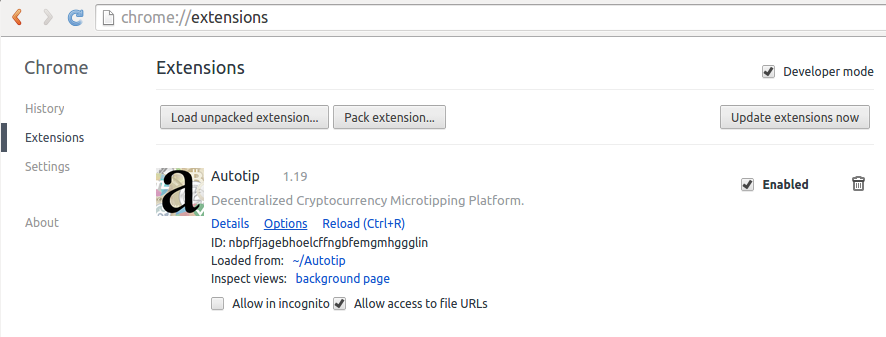 chrome://extensions
Chrome
Extensions
Developer mode
History
Load unpacked extension...
Pack extension...
Update extensions now
Extensions
Settings
a
Autotip 1.19
Enabled
Decentralized Cryptocurrency Microtipping Platform.
About
Details Options Reload (Ctrl+R)
ID: nbpffjagebhoelcffngbfemgmhggglin
Loaded from: ~/Autotip
Inspect views: background page
Allow in incognito Allow access to file URLs